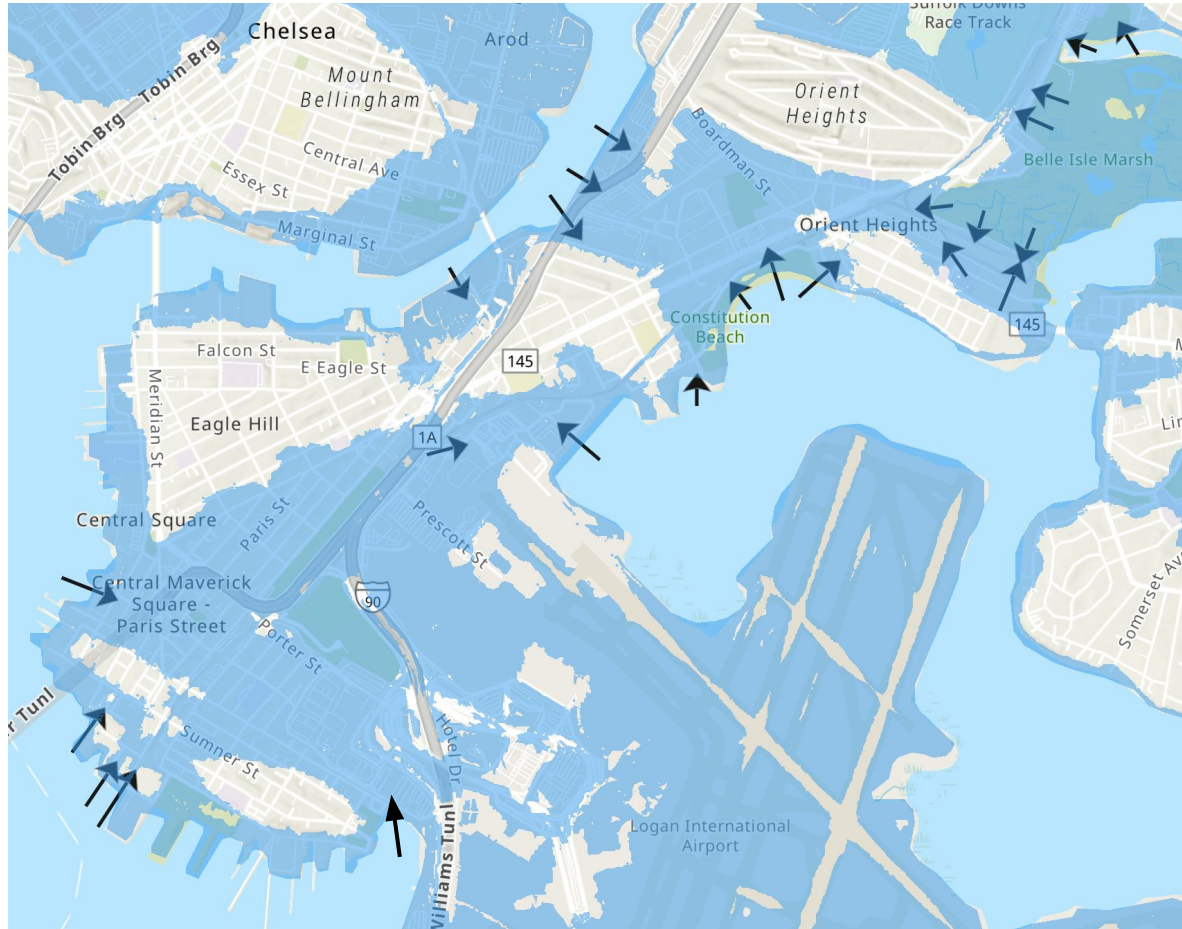 Suffolk Downs
Race Track
Chelsea
Arod
Tobin Brg
Tobin Brg
Mount
Bellingham
Orient
Heights
Boardman St
Central Ave
Essex St
Belle Isle Marsh
Marginal St
Orient Heights
Constitution
Beach
145
145
Falcon St
E Eagle St
Meridian St
Eagle Hill
1A
Central Square
Paris St
Prescott St
Central Maverick
Square -
Paris Street
90
Porter St
Somerset Av
r Tunl
Sumner St
Hotel Dr
Williams Tunl
Logan International
Airport
Lin